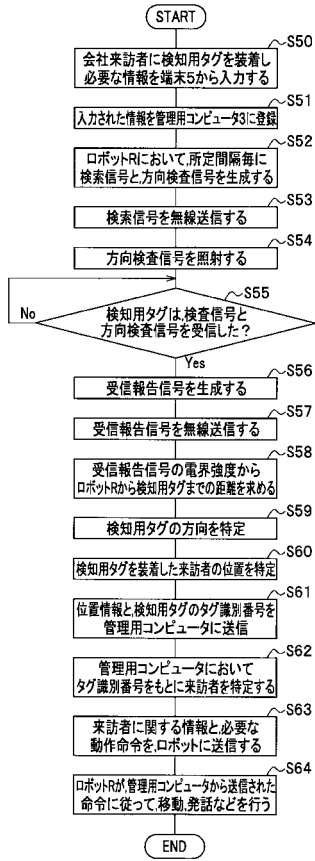 START
S50
会社来訪者に検知用タグを装着し
必要な情報を端末5から入力する
S51
入力された情報を管理用コンピュータ3に登録
S52
ロボットRにおいて,所定間隔毎に
検索信号と,方向検査信号を生成する
S53
検索信号を無線送信する
S54
方向検査信号を照射する
S55
検知用タグは,検査信号と
方向検査信号を受信した?
No
Yes
S56
受信報告信号を生成する
S57
受信報告信号を無線送信する
S58
受信報告信号の電界強度から
ロボットRから検知用タグまでの距離を求める
S59
検知用タグの方向を特定
S60
検知用タグを装着した来訪者の位置を特定
S61
位置情報と,検知用タグのタグ識別番号を
管理用コンピュータに送信
S62
管理用コンピュータにおいて
タグ識別番号をもとに来訪者を特定する
S63
来訪者に関する情報と,必要な
動作命令を,ロボットに送信する
S64
ロボットRが,管理用コンピュータから送信された
命令に従って,移動,発話などを行う
END